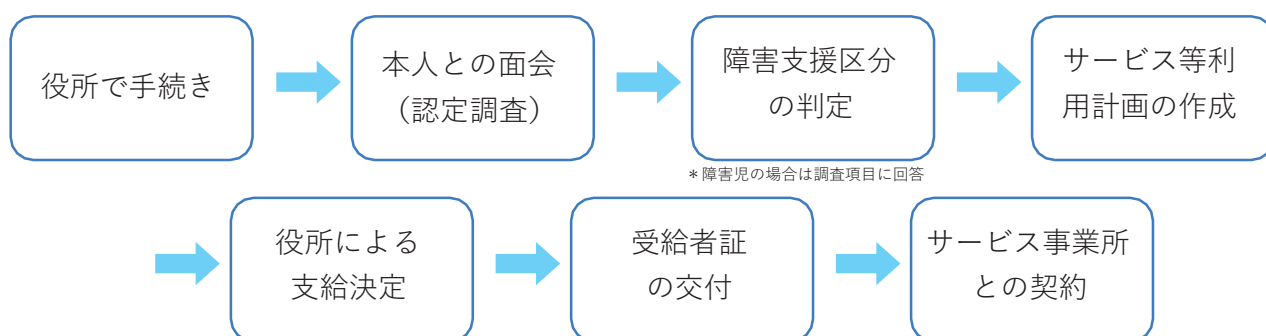 役所で手続き
本人との面会
（認定調査）
障害支援区分
の判定
＊障害児の場合は調査項目に回答
サービス等利
用計画の作成
役所による
支給決定
受給者証
の交付
サービス事業所
との契約